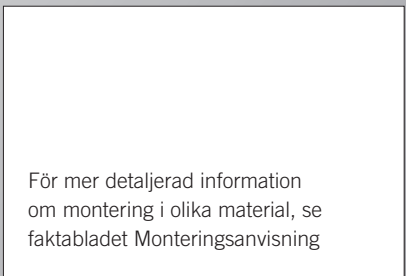 För mer detaljerad information
om montering i olika material, se
faktabladet Monteringsanvisning